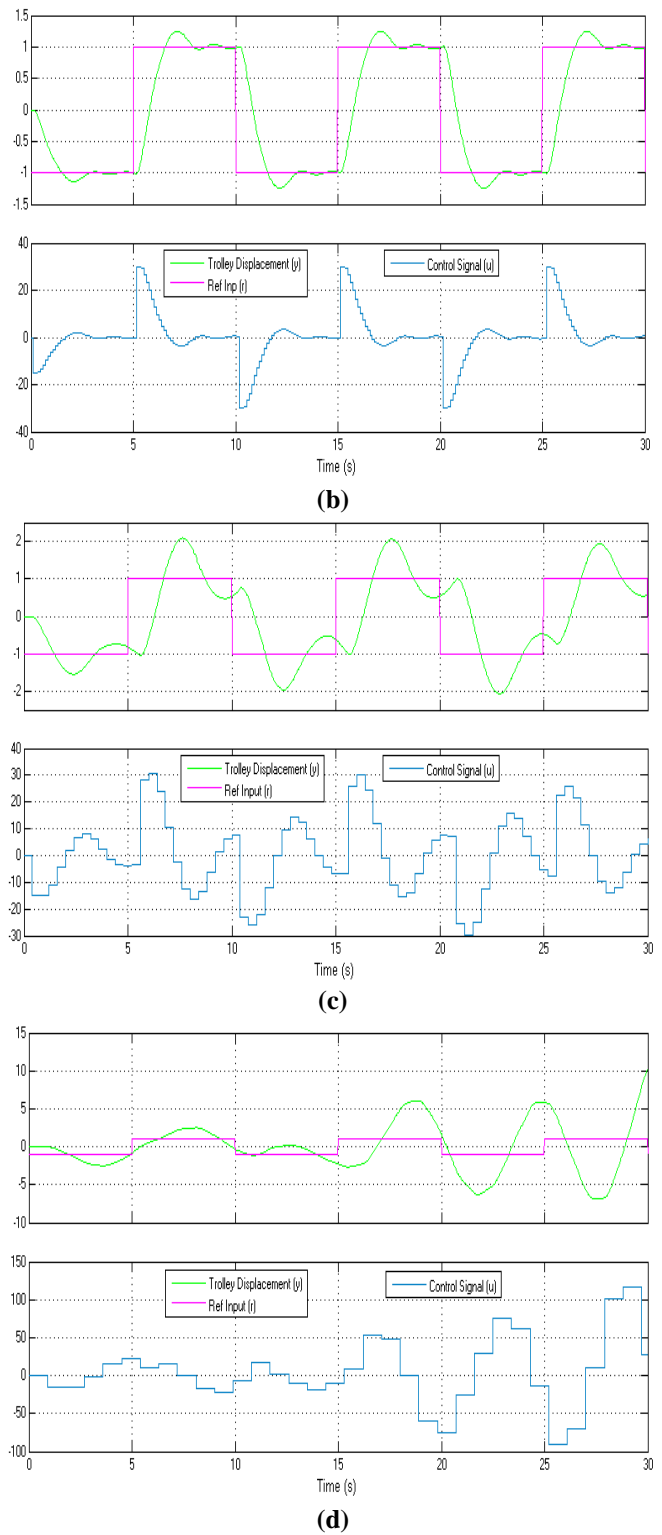 1.5
1
0.5
0
-0.5
-1
-1.5
40
20
0
-20
-40
Trolley Displacement (y)
Ref Inp (r)
Control Signal (u)
0 5 10 15 20 25 30
Time (s)
(b)
2
1
0
-1
-2
40
30
20
10
0
-10
-20
-30
Trolley Displacement (y)
Ref Input (r)
Control Signal (u)
0 5 10 15 20 25 30
Time (s)
(c)
15
10
5
0
-5
-10
150
100
50
0
-50
-100
Trolley Displacement (y)
Ref Input (r)
Control Signal (u)
0 5 10 15 20 25 30
Time (s)
(d)